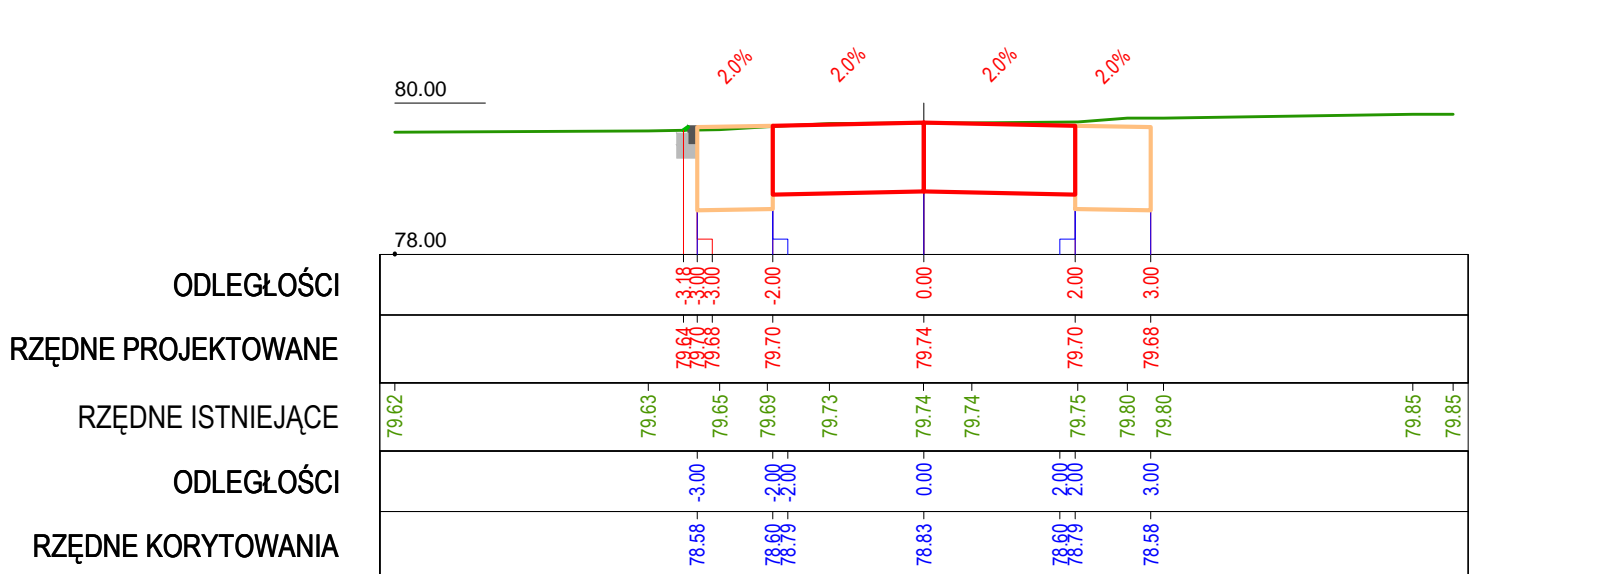 2.0% 2.0% 2.0% 2.0%
80.00
78.00
ODLEGŁOŚCI -3.18 -3.00 -3.00 -2.00 0.00 2.00 3.00
RZĘDNE PROJEKTOWANE 79.64 79.70 79.68 79.70 79.74 79.70 79.68
RZĘDNE ISTNIEJĄCE 79.62 79.63 79.65 79.69 79.73 79.74 79.74 79.75 79.80 79.80 79.85 79.85
ODLEGŁOŚCI -3.00 -2.00 -2.00 0.00 2.00 2.00 3.00
RZĘDNE KORYTOWANIA 78.58 78.60 78.79 78.83 78.60 78.79 78.58